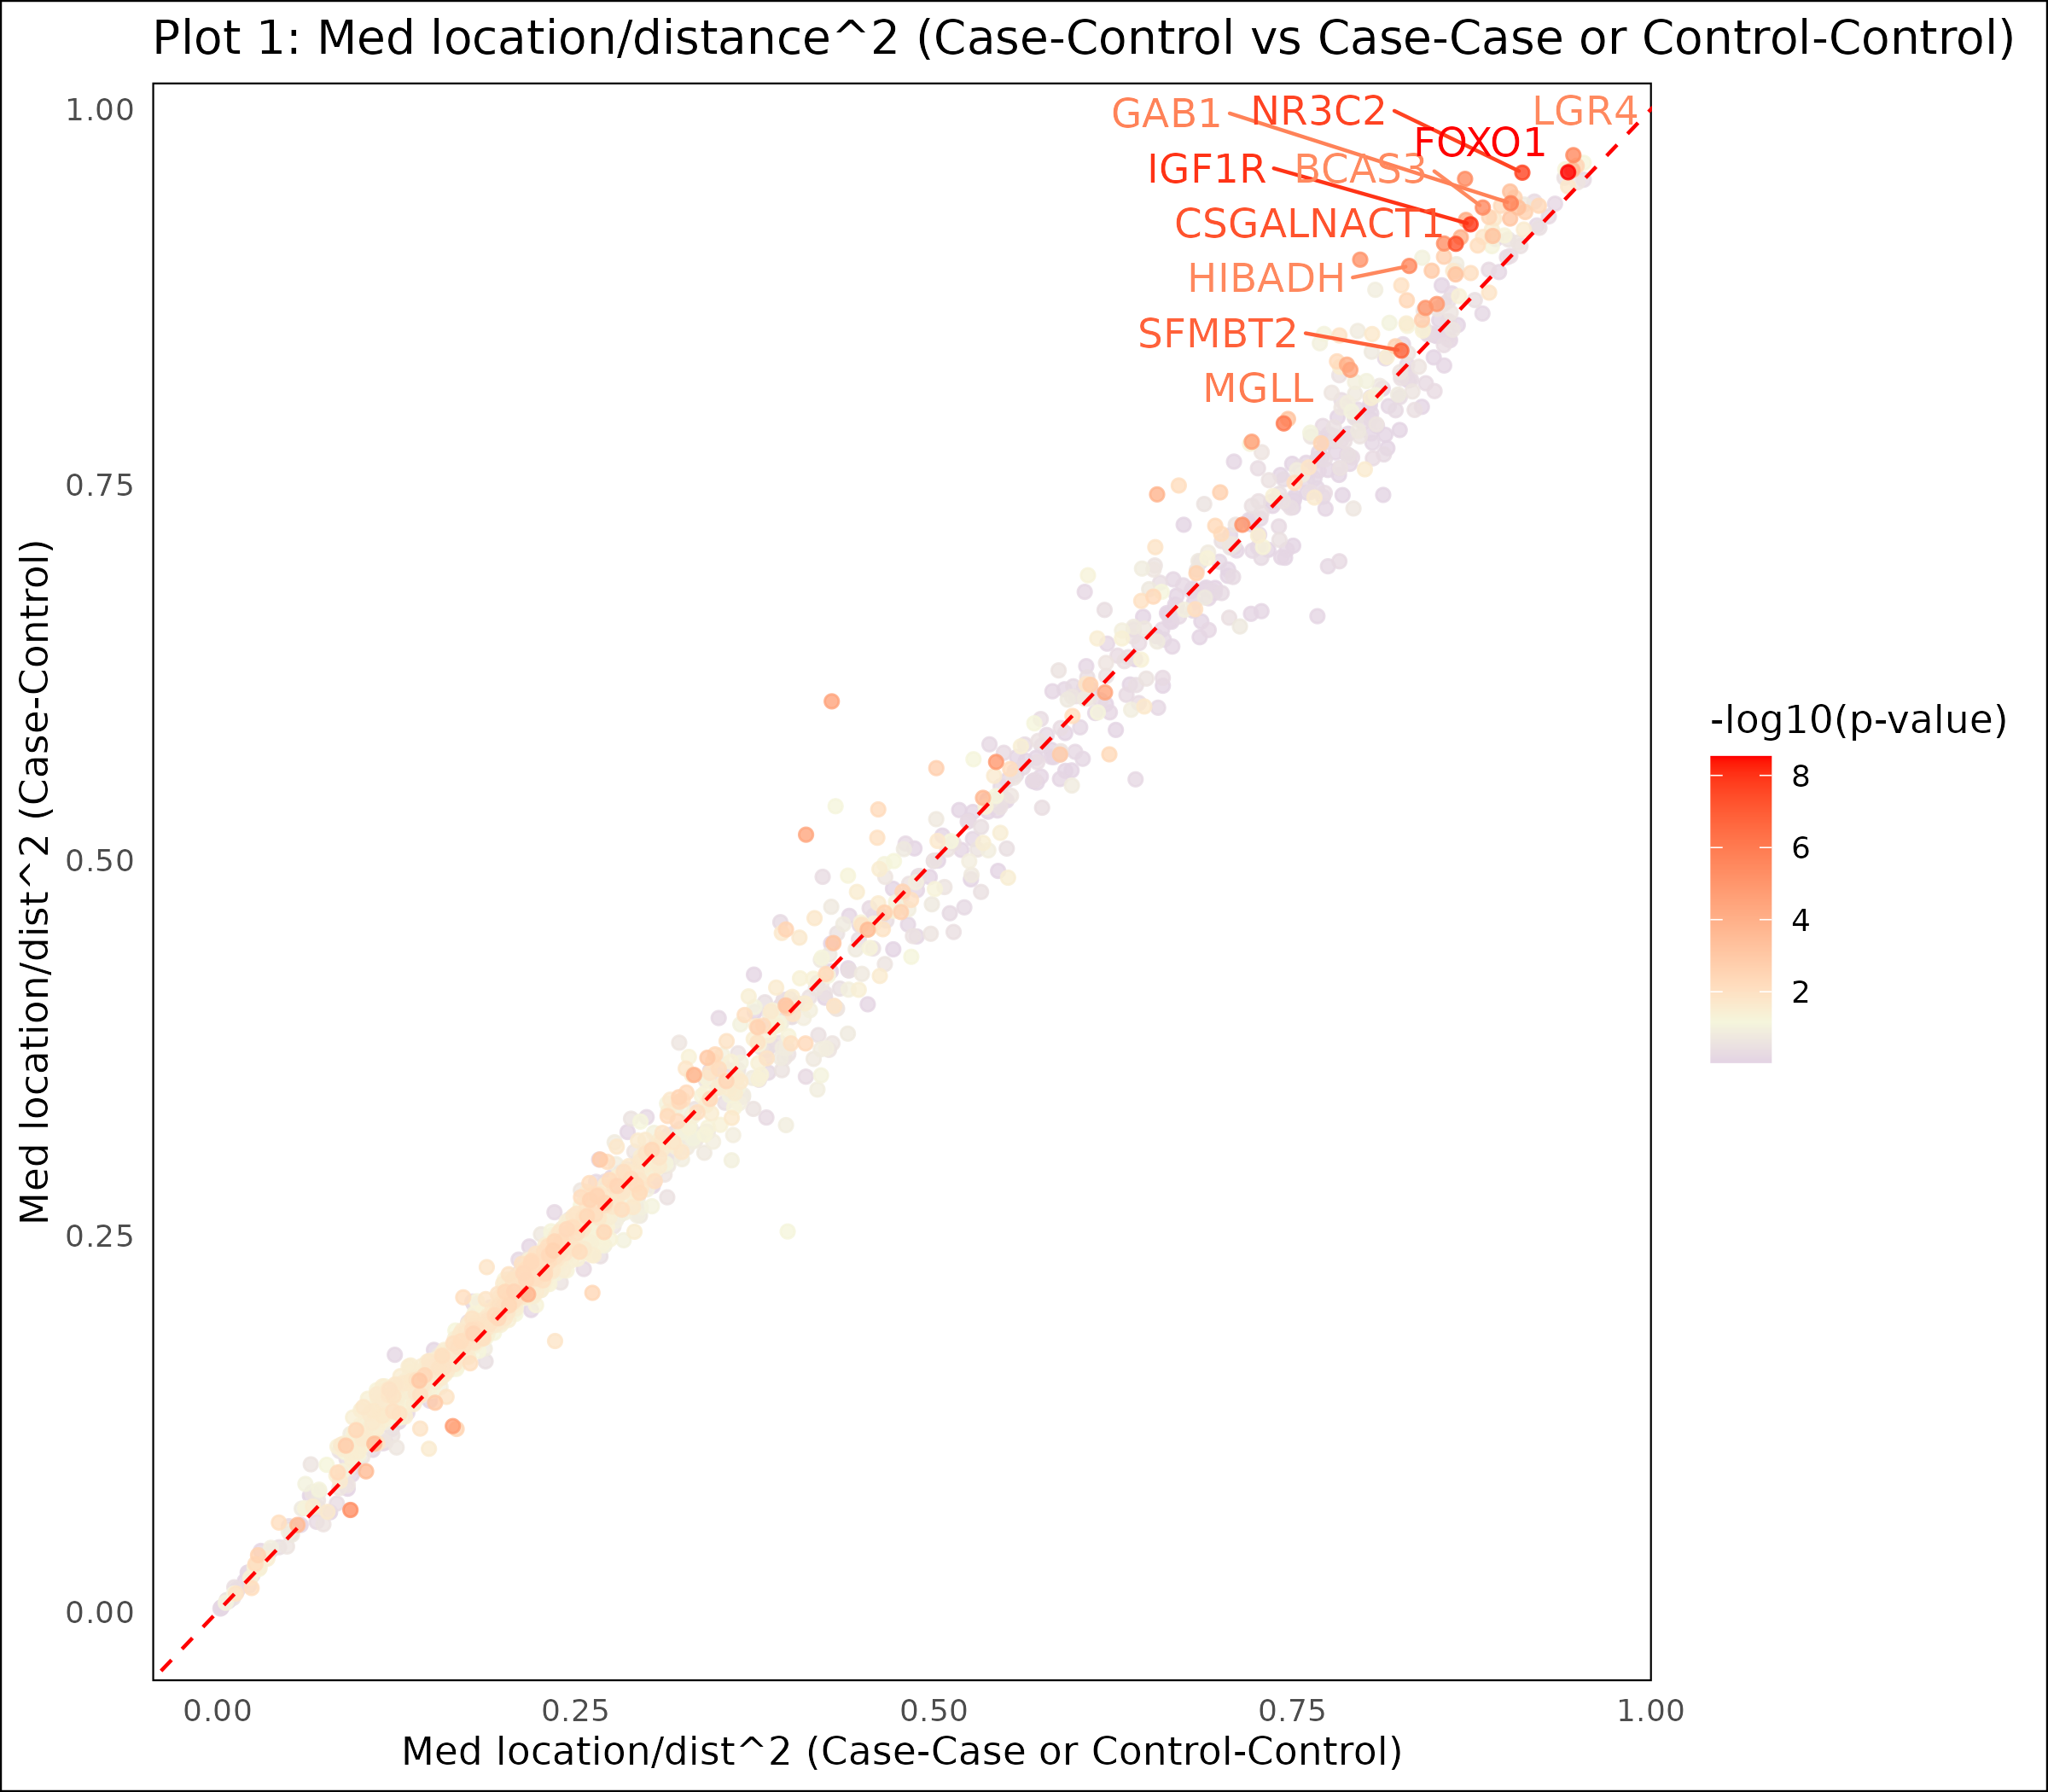 Plot 1: Med location/distance^2 (Case-Control vs Case-Case or Control-Control)
1.00
0.75
0.50
0.25
0.00
Med location/dist^2 (Case-Control)
GAB1
NR3C2
LGR4
FOXO1
IGF1R
BCAS3
CSGALNACT1
HIBADH
SFMBT2
MGLL
-log10(p-value)
8
6
4
2
0.00
0.25
0.50
0.75
1.00
Med location/dist^2 (Case-Case or Control-Control)